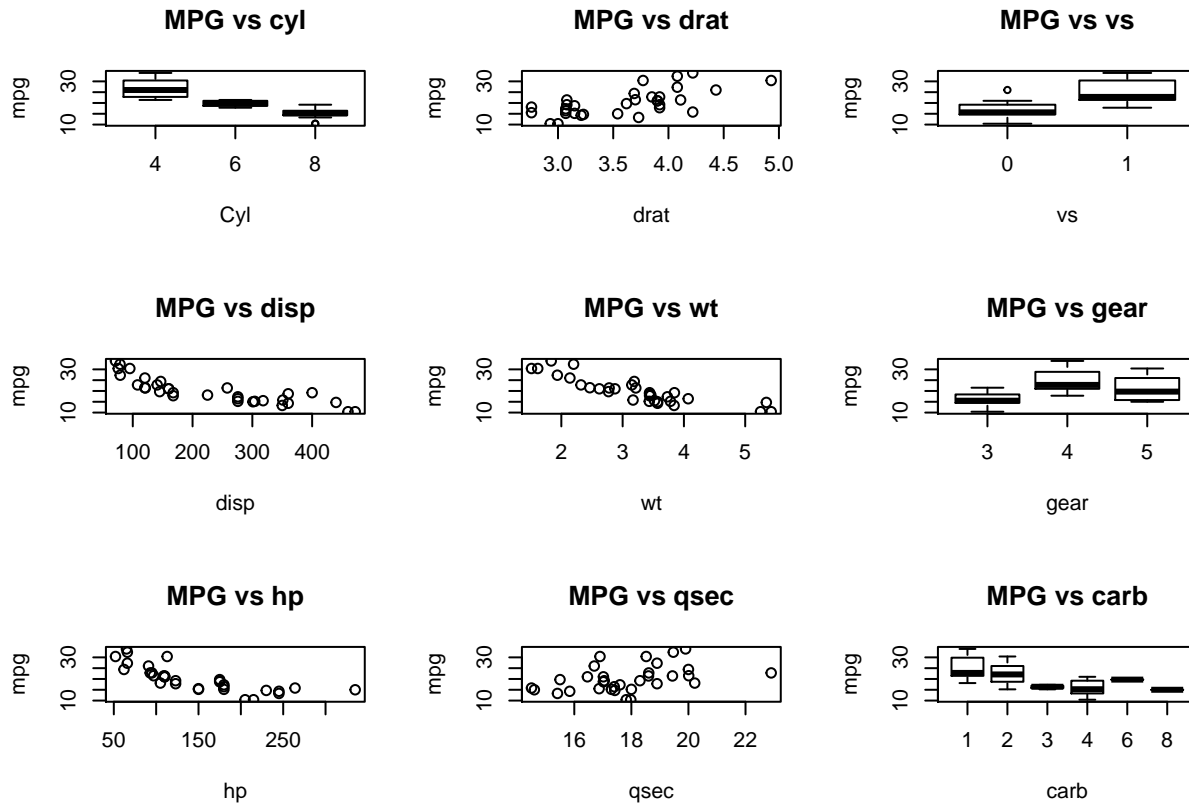 MPG vs cyl
mpg
10 30
4 6 8
Cyl
MPG vs drat
mpg
10 30
3.0 3.5 4.0 4.5 5.0
drat
MPG vs vs
mpg
10 30
0 1
vs
MPG vs disp
mpg
10 30
100 200 300 400
disp
MPG vs wt
mpg
10 30
2 3 4 5
wt
MPG vs gear
mpg
10 30
3 4 5
gear
MPG vs hp
mpg
10 30
50 150 250
hp
MPG vs qsec
mpg
10 30
16 18 20 22
qsec
MPG vs carb
mpg
10 30
1 2 3 4 6 8
carb